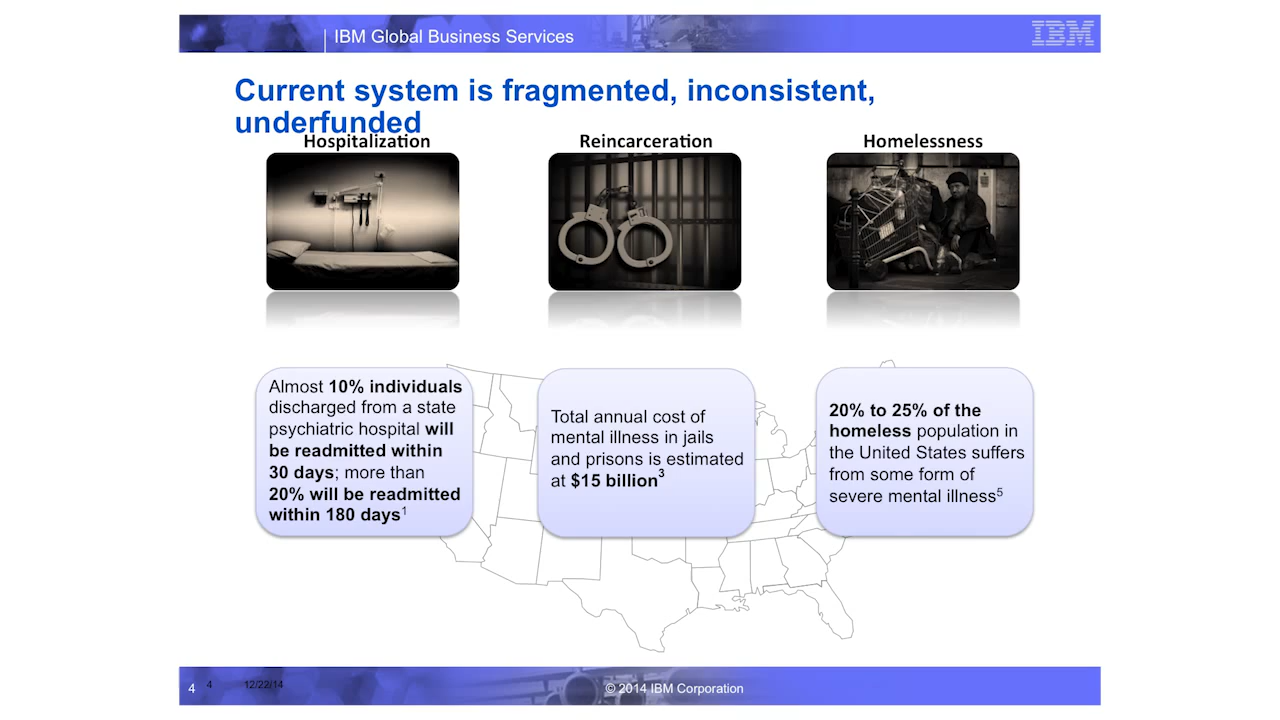 IBM Global Business Services
IBM
Current system is fragmented, inconsistent,
underfunded
Hospitalization
Reincarceration
Homelessness
Almost 10% individuals
discharged from a state
psychiatric hospital will
be readmitted within
30 days; more than
20% will be readmitted
within 180 days1
Total annual cost of
mental illness in jails
and prisons is estimated
at $15 billion3
20% to 25% of the
homeless population in
the United States suffers
from some form of
severe mental illness5
4
4
12/22/14
© 2014 IBM Corporation